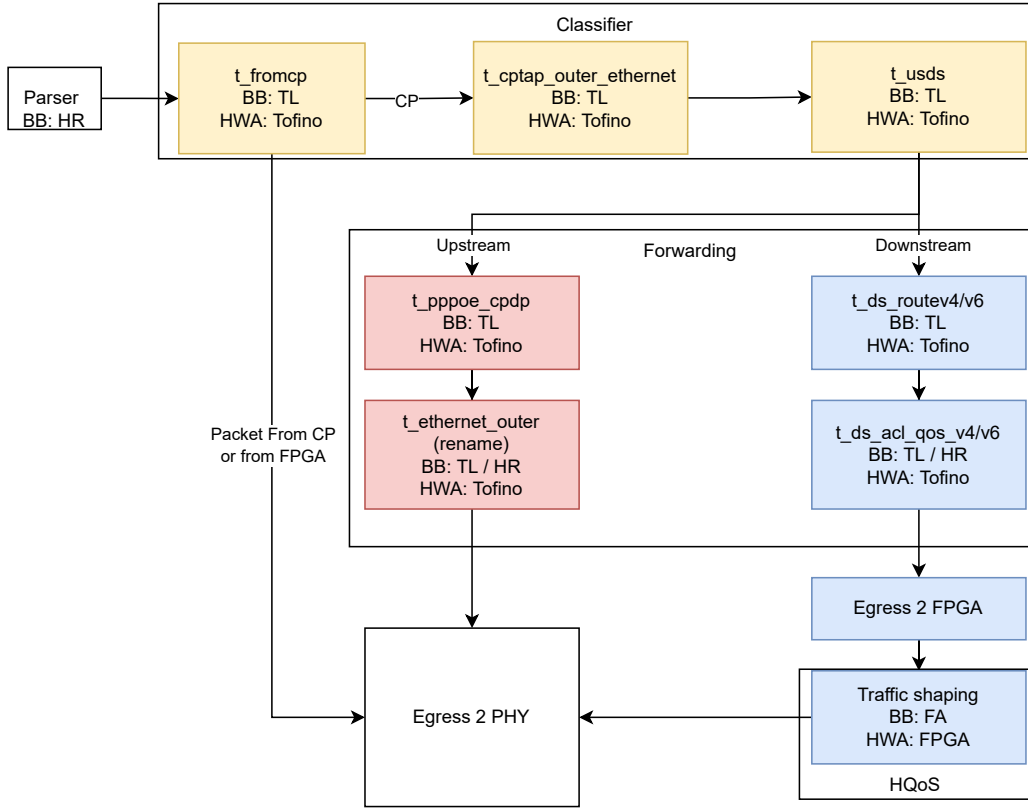 Classifier
Parser
BB: HR
t_fromcp
BB: TL
HWA: Tofino
CP
t_cptap_outer_ethernet
BB: TL
HWA: Tofino
t_usds
BB: TL
HWA: Tofino
Upstream
Forwarding
Downstream
t_pppoe_cpdp
BB: TL
HWA: Tofino
t_ds_routev4/v6
BB: TL
HWA: Tofino
Packet From CP
or from FPGA
t_ethernet_outer
(rename)
BB: TL / HR
HWA: Tofino
t_ds_acl_qos_v4/v6
BB: TL / HR
HWA: Tofino
Egress 2 FPGA
Egress 2 PHY
Traffic shaping
BB: FA
HWA: FPGA
HQoS